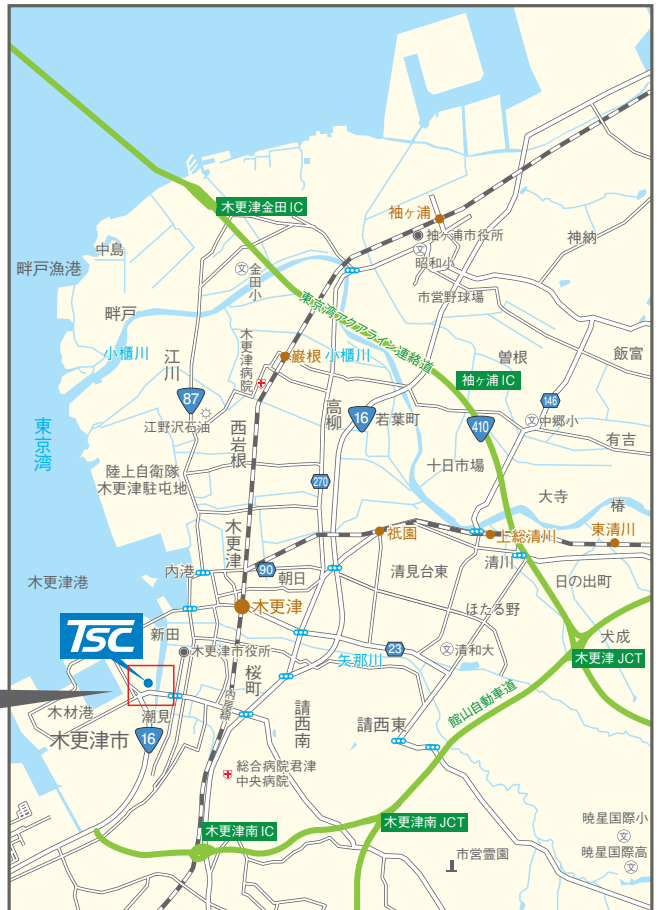 木更津金田IC
袖ヶ浦
袖ヶ浦市役所
昭和小
神納
中島
畔戸漁港
金田小
市営野球場
畔戸
東京湾アクアライン連絡道
小櫃川
江川
木更津病院
巌根
小櫃川
曽根
飯富
袖ヶ浦IC
87
146
東京湾
江野沢石油
西岩根
高柳
16
若葉町
410
中郷小
有吉
陸上自衛隊
木更津駐屯地
270
十日市場
大寺
椿
木更津
祇園
上総清川
東清川
内港
90
朝日
清見台東
清川
日の出町
木更津港
木更津
ほたる野
TSC
新田
木更津市役所
23
清和大
犬成
矢那川
木更津JCT
桜町
木材港
潮見
内房線
請西南
請西東
館山自動車道
木更津市
16
総合病院君津
中央病院
木更津南IC
木更津南JCT
暁星国際小
市営霊園
暁星国際高
文
文
文
文
文
文